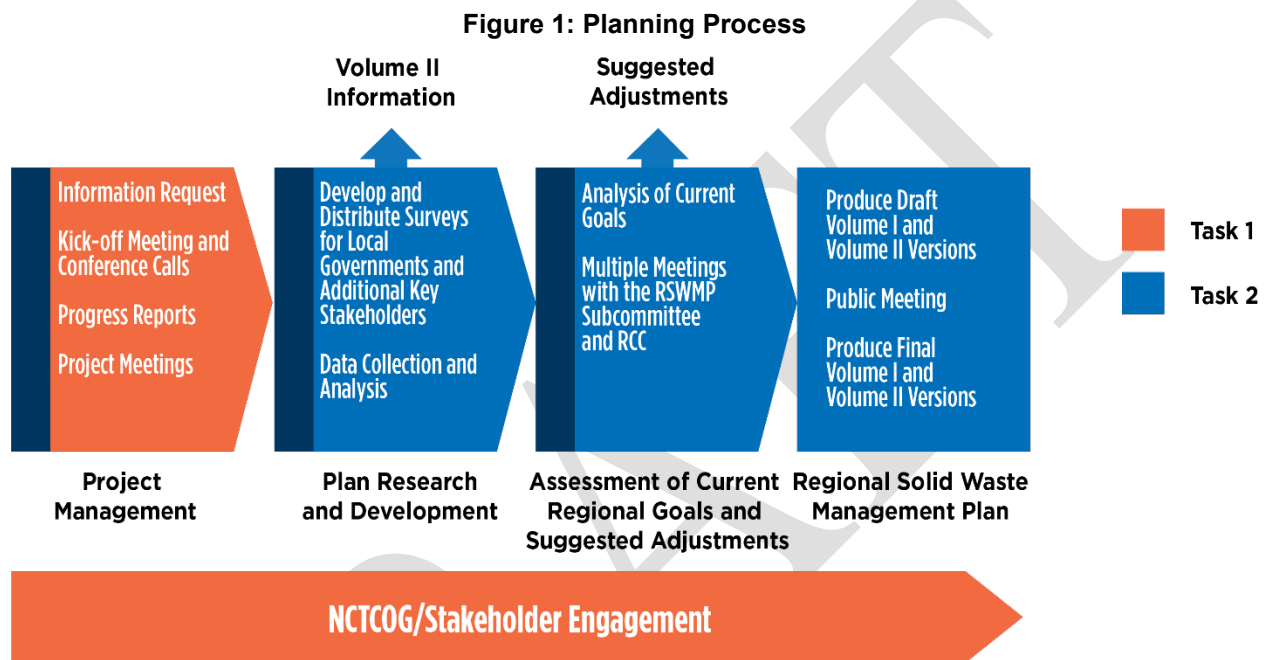 Figure 1: Planning Process
Volume II
Information
Suggested
Adjustments
Information Request
Kick-off Meeting and
Conference Calls
Progress Reports
Project Meetings
Develop and
Distribute Surveys
for Local
Governments and
Additional Key
Stakeholders
Data Collection and
Analysis
Analysis of Current
Goals
Multiple Meetings
with the RSWMP
Subcommittee
and RCC
Produce Draft
Volume I and
Volume II Versions
Public Meeting
Produce Final
Volume I and
Volume II Versions
Task 1
Task 2
Project
Management
Plan Research
and Development
Assessment of Current
Regional Goals and
Suggested Adjustments
Regional Solid Waste
Management Plan
NCTCOG/Stakeholder Engagement